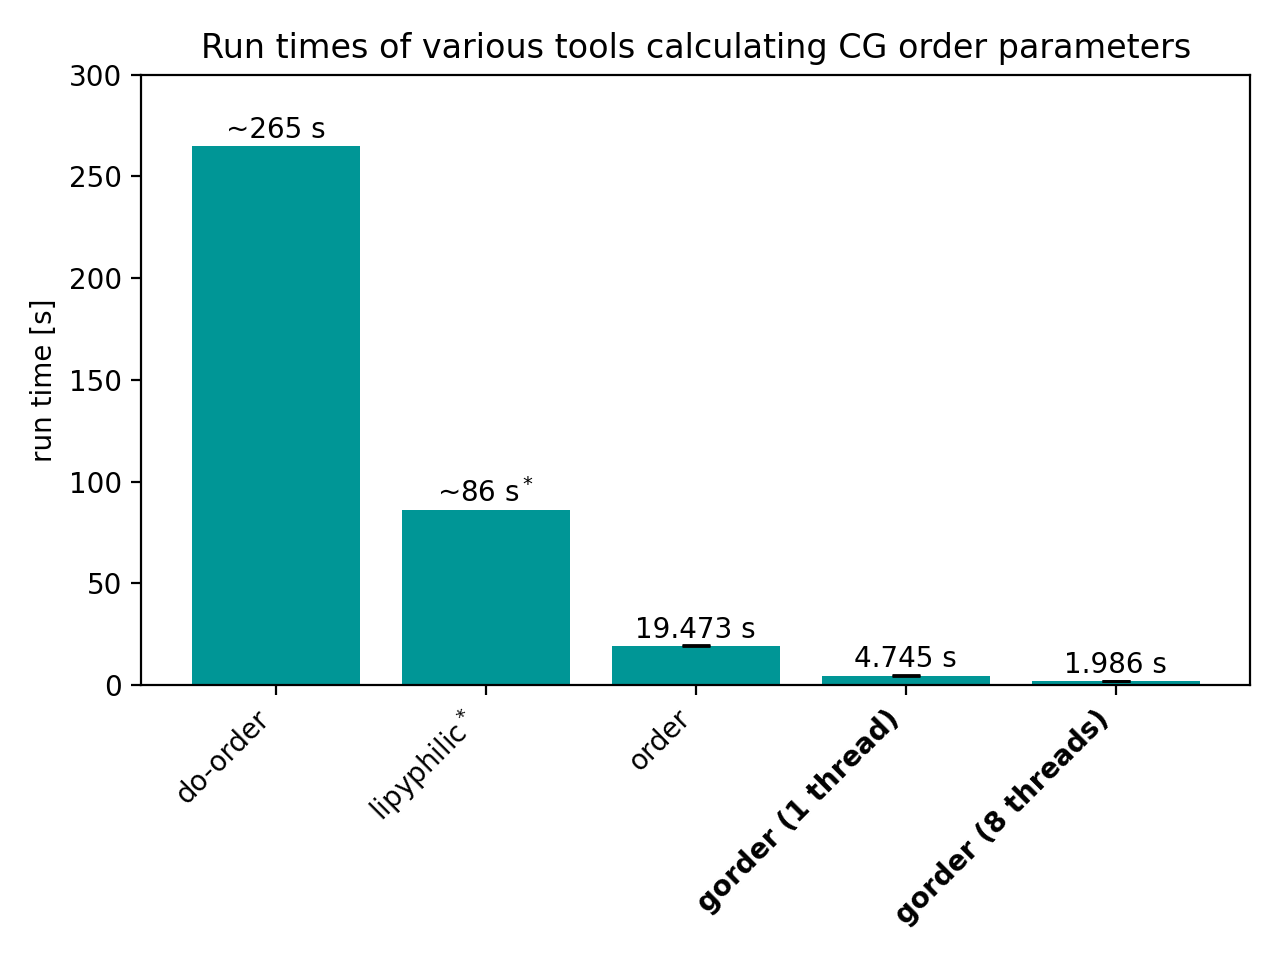 Run times of various tools calculating CG order parameters
300
250
200
150
100
50
0
run time [s]
~265 s
~86 s*
19.473 s
4.745 s
1.986 s
do-order
lipyphilic*
order
gorder (1 thread)
gorder (8 threads)